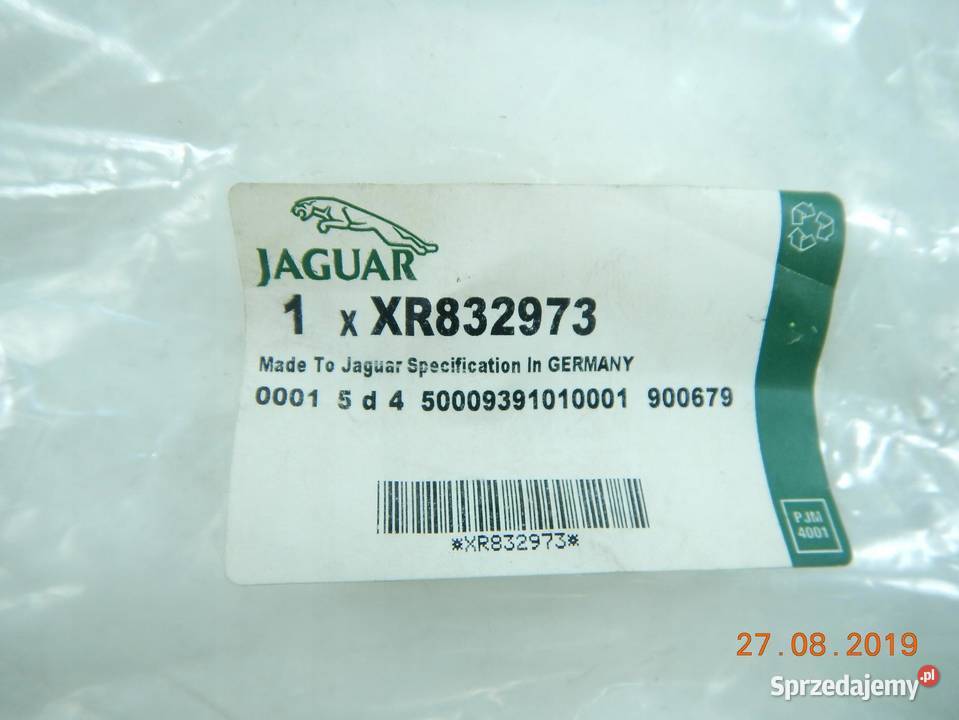 JAGUAR
1 x XR832973
Made To Jaguar Specification In GERMANY
0001 5 d 4 50009391010001 900679
*XR832973*
PJM
4001
27.08.2019
Sprzedajemy.pl